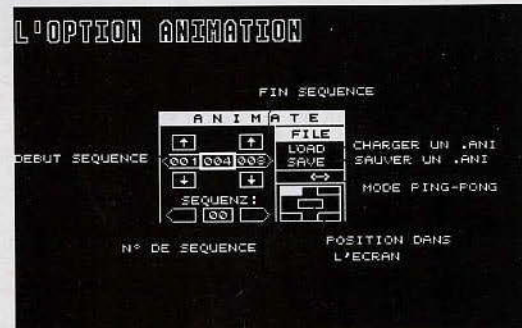 L'OPTION ANIMATION
FIN SEQUENCE
ANIMATE
FILE
LOAD
SAVE
CHARGER UN .ANI
SAUVER UN .ANI
DEBUT SEQUENCE
001 004 008
MODE PING-PONG
SEQUENZ:
00
N° DE SEQUENCE
POSITION DANS
L'ECRAN